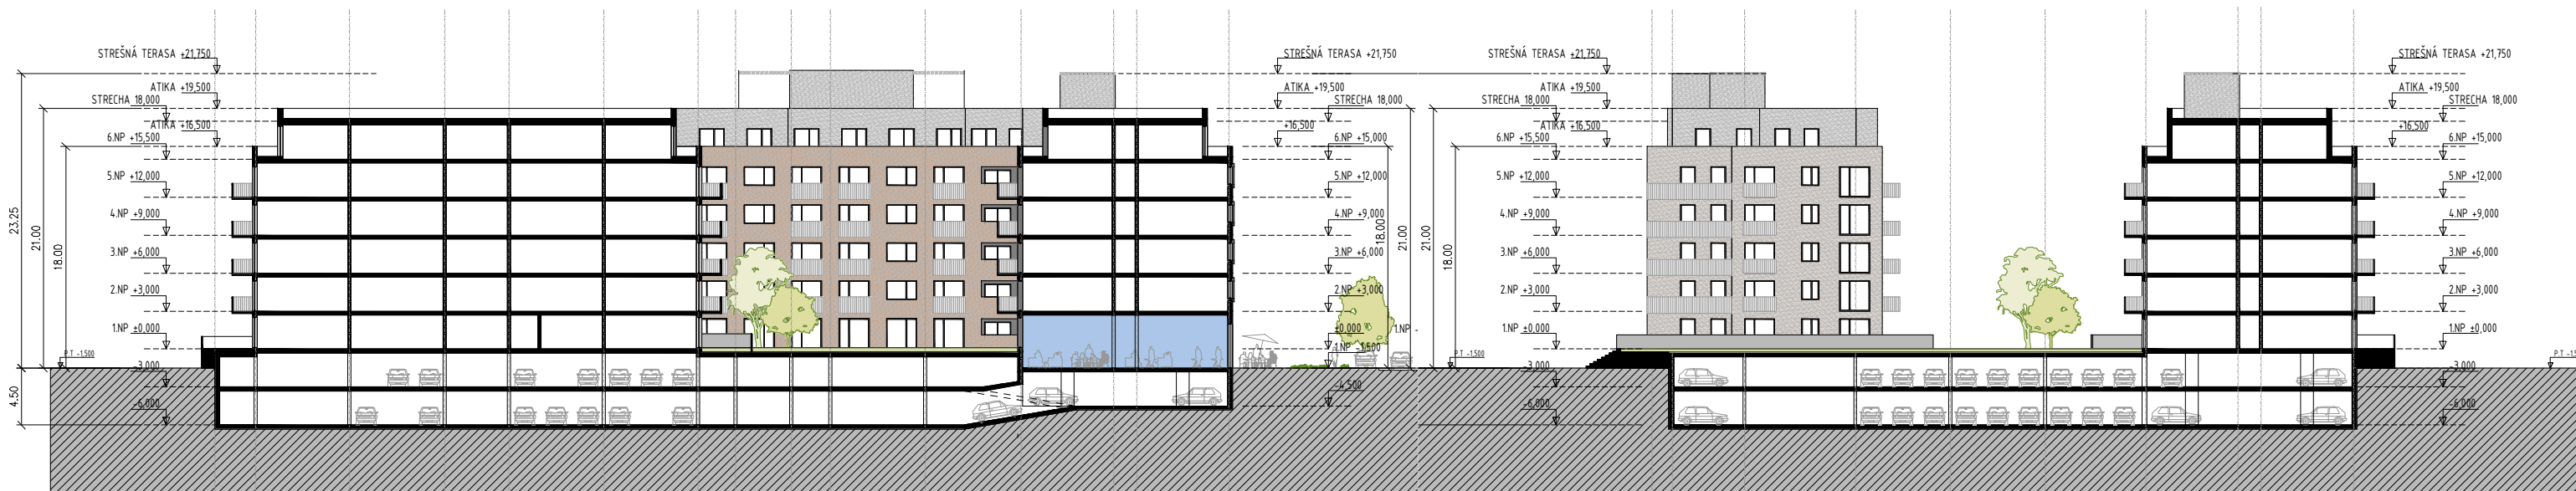 STREŠNÁ TERASA +21,750
ATIKA +19,500
STRECHA 18,000
ATIKA +16,500
6.NP +15,500
5.NP +12,000
4.NP +9,000
3.NP +6,000
2.NP +3,000
1.NP ±0,000
P.T. -1,500
-3,000
-6,000
23.25
21.00
18.00
4.50
STREŠNÁ TERASA +21,750
ATIKA +19,500
STRECHA 18,000
+16,500
6.NP +15,000
5.NP +12,000
4.NP +9,000
3.NP +6,000
2.NP +3,000
±0,000
1.NP -1,500
-4,500
18.00
21.00
1.NP -
STREŠNÁ TERASA +21,750
ATIKA +19,500
STRECHA 18,000
ATIKA +16,500
6.NP +15,500
5.NP +12,000
4.NP +9,000
3.NP +6,000
2.NP +3,000
1.NP ±0,000
P.T. -1,500
-3,000
-6,000
21.00
18.00
STREŠNÁ TERASA +21,750
ATIKA +19,500
STRECHA 18,000
+16,500
6.NP +15,000
5.NP +12,000
4.NP +9,000
3.NP +6,000
2.NP +3,000
1.NP ±0,000
-3,000
-6,000